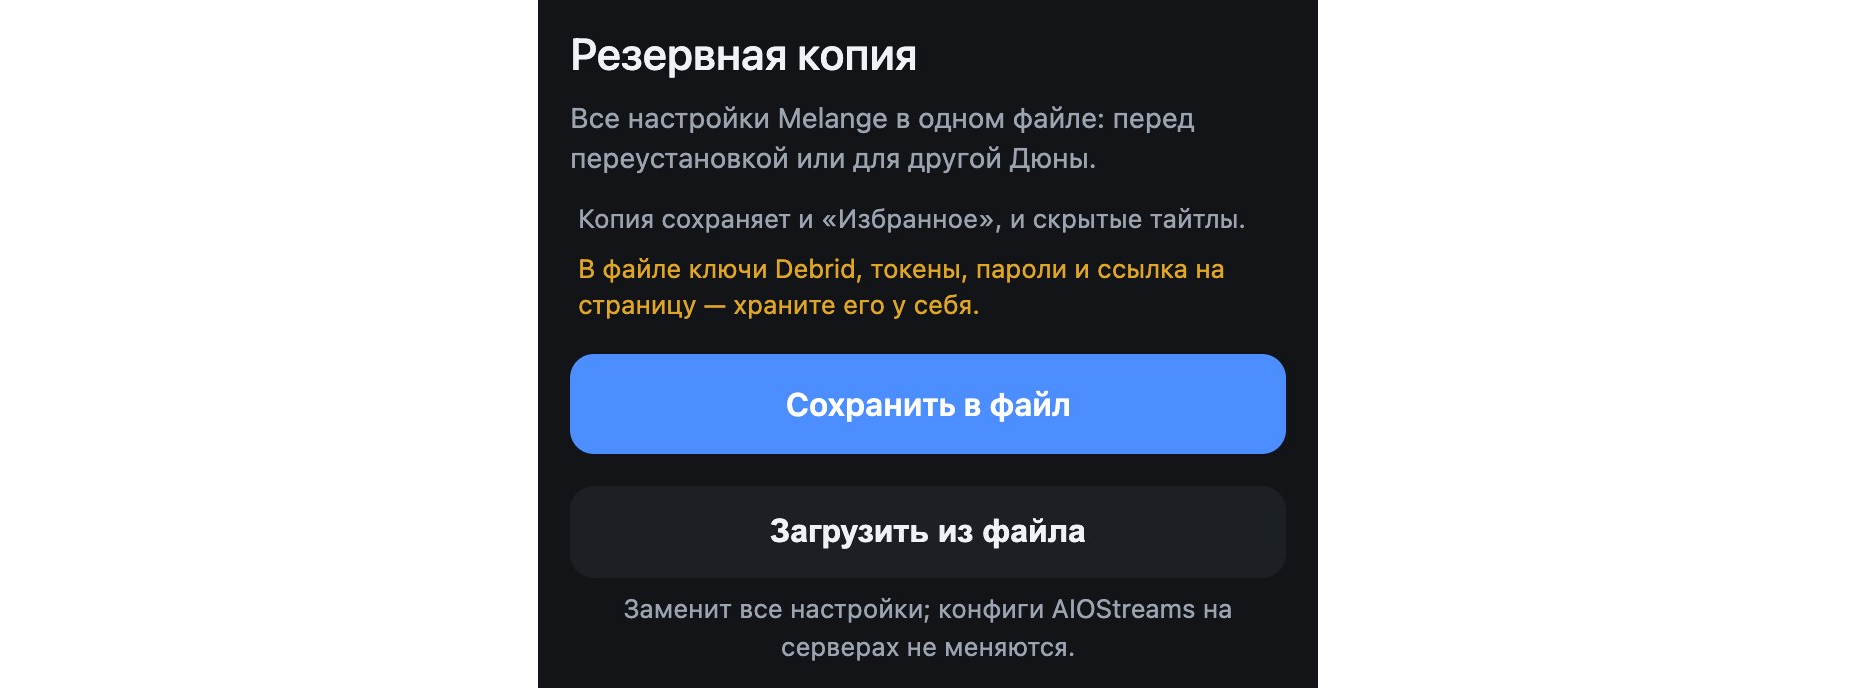 Резервная копия
Все настройки Melange в одном файле: перед
переустановкой или для другой Дюны.
Копия сохраняет и «Избранное», и скрытые тайтлы.
В файле ключи Debrid, токены, пароли и ссылка на
страницу — храните его у себя.
Сохранить в файл
Загрузить из файла
Заменит все настройки; конфиги AIOStreams на
серверах не меняются.